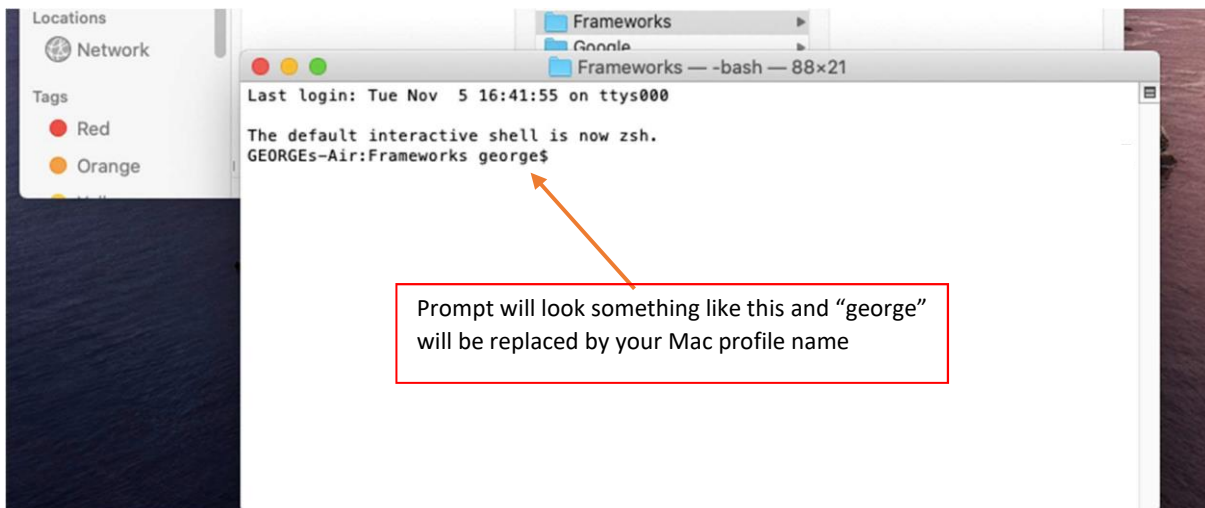 Locations
Network
Tags
Red
Orange
Frameworks
Google
Frameworks — -bash — 88×21
Last login: Tue Nov  5 16:41:55 on ttys000
The default interactive shell is now zsh.
GEORGEs-Air:Frameworks george$
Prompt will look something like this and “george”
will be replaced by your Mac profile name